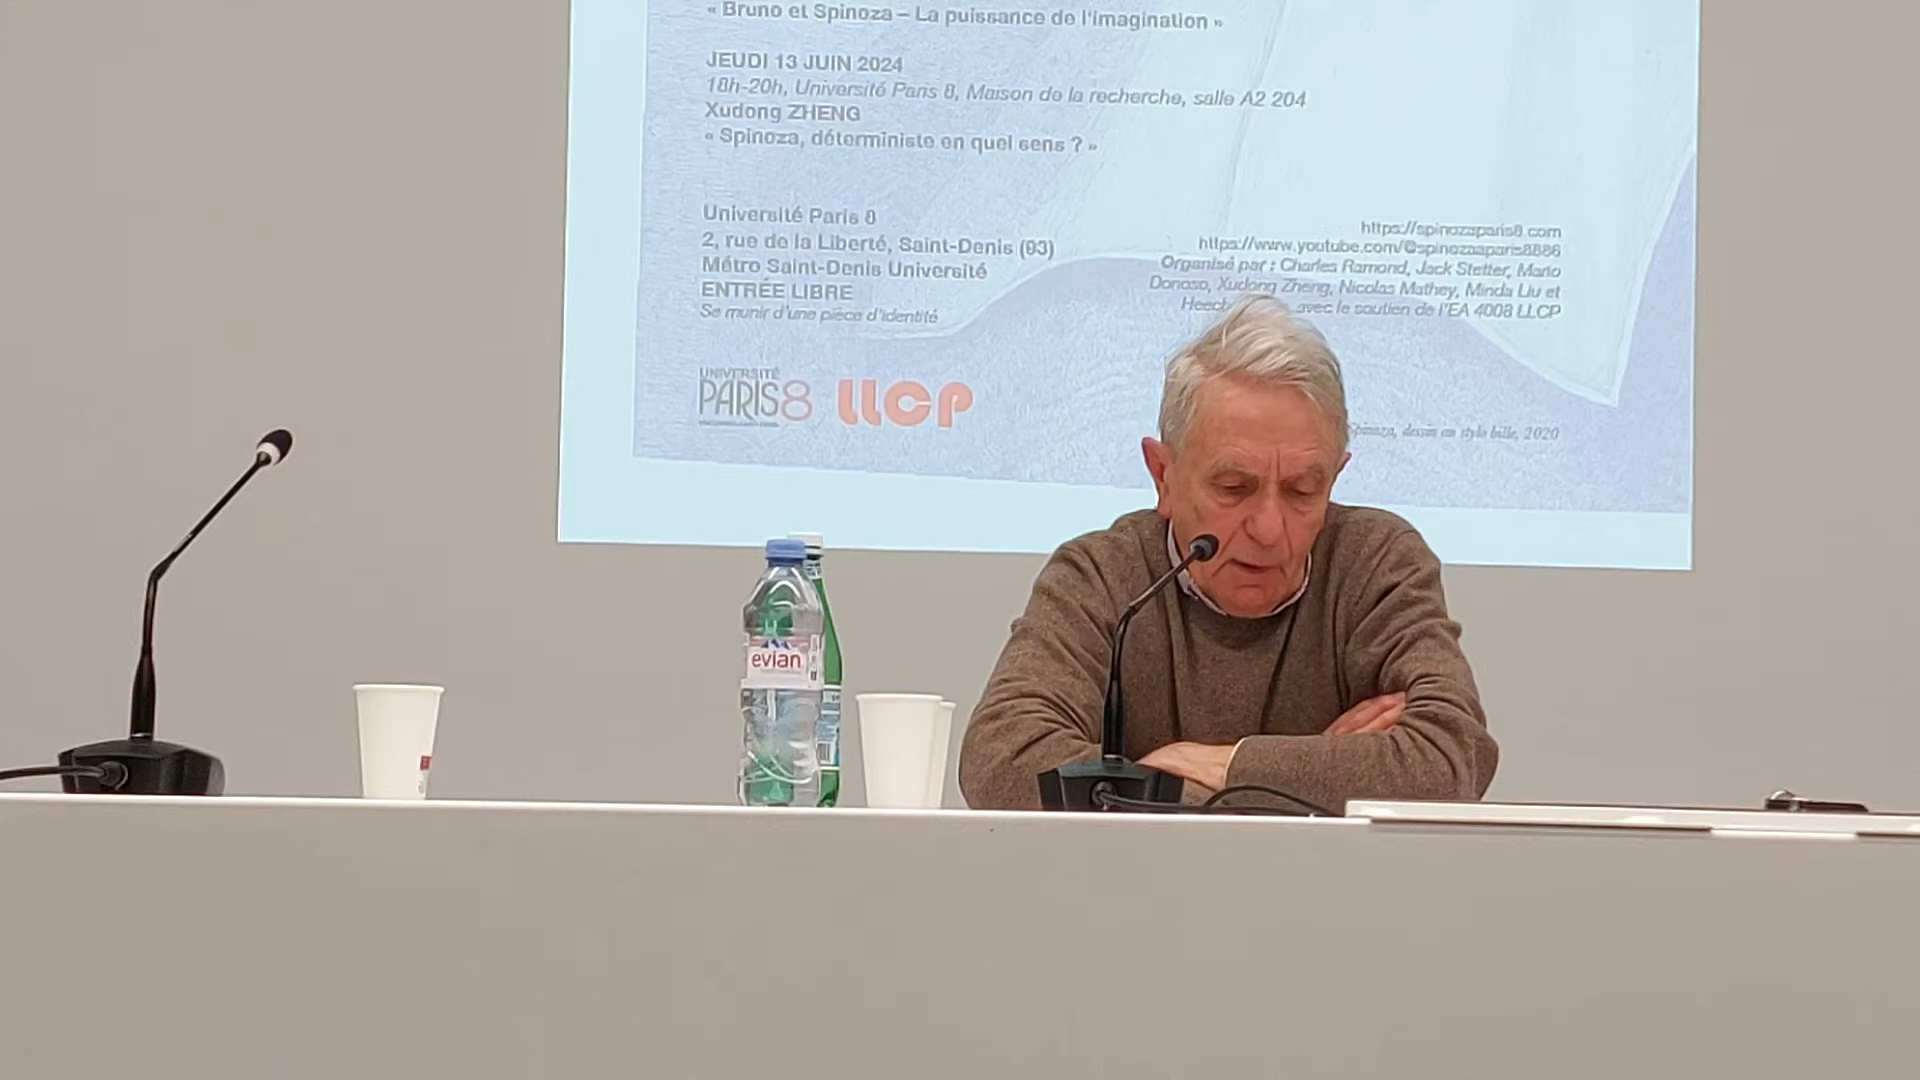 « Bruno et Spinoza – La puissance de l'imagination »
JEUDI 13 JUIN 2024
18h-20h, Université Paris 8, Maison de la recherche, salle A2 204
Xudong ZHENG
« Spinoza, déterministe en quel sens ? »
Université Paris 8
2, rue de la Liberté, Saint-Denis (93)
Métro Saint-Denis Université
ENTRÉE LIBRE
Se munir d'une pièce d'identité
https://spinozaparis8.com
https://www.youtube.com/@spinozaaparis8886
Organisé par : Charles Ramond, Jack Stetter, Mario
Donoso, Xudong Zheng, Nicolas Mathey, Minda Liu et
Heech avec le soutien de l'EA 4008 LLCP
UNIVERSITÉ
PARIS8
LLCP
Spinoza, dessin au stylo bille, 2020
evian